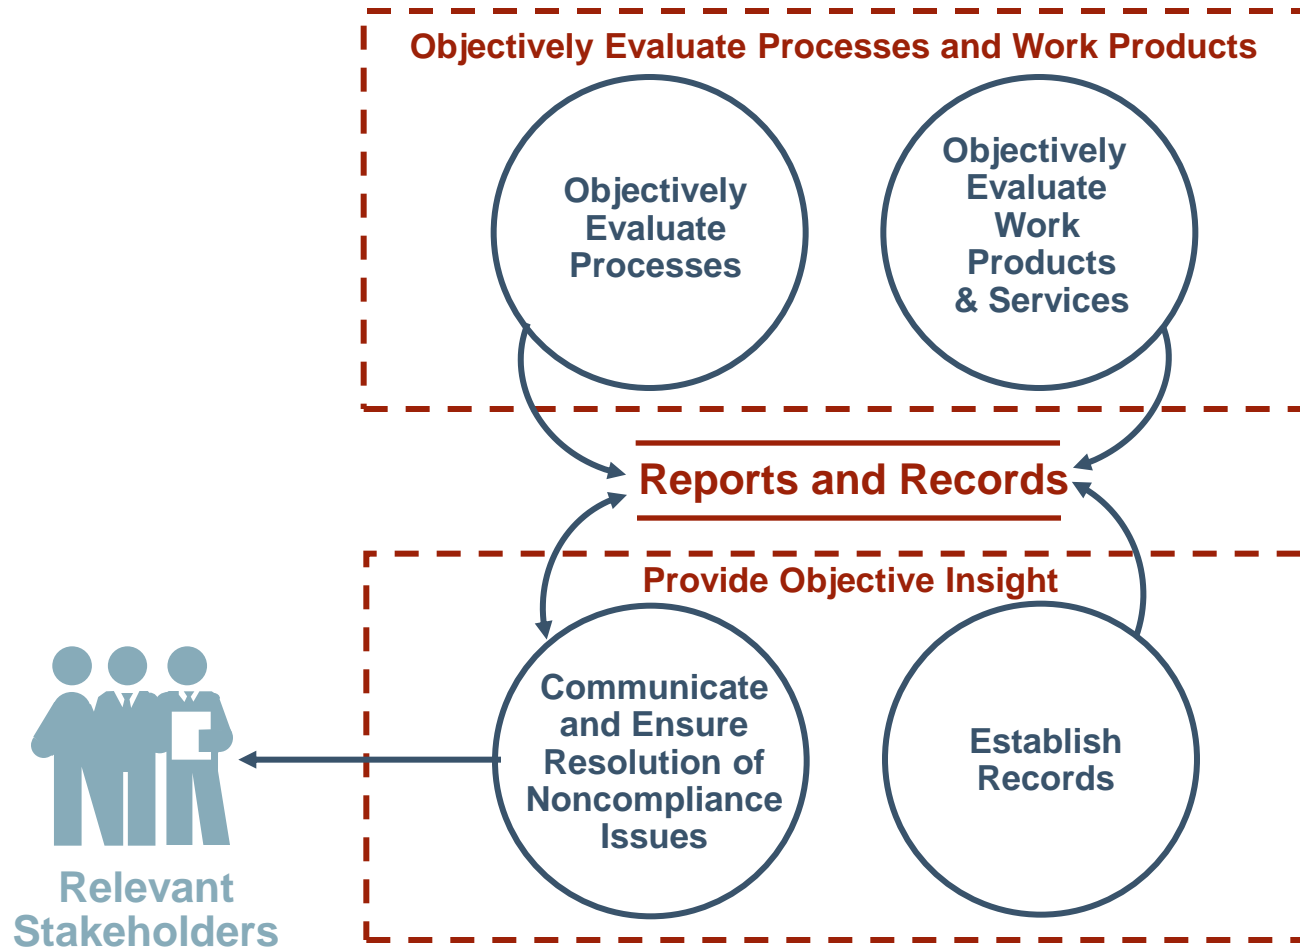 Objectively Evaluate Processes and Work Products
Objectively
Evaluate
Processes
Objectively
Evaluate
Work
Products
& Services
Reports and Records
Provide Objective Insight
Communicate
and Ensure
Resolution of
Noncompliance
Issues
Establish
Records
Relevant
Stakeholders